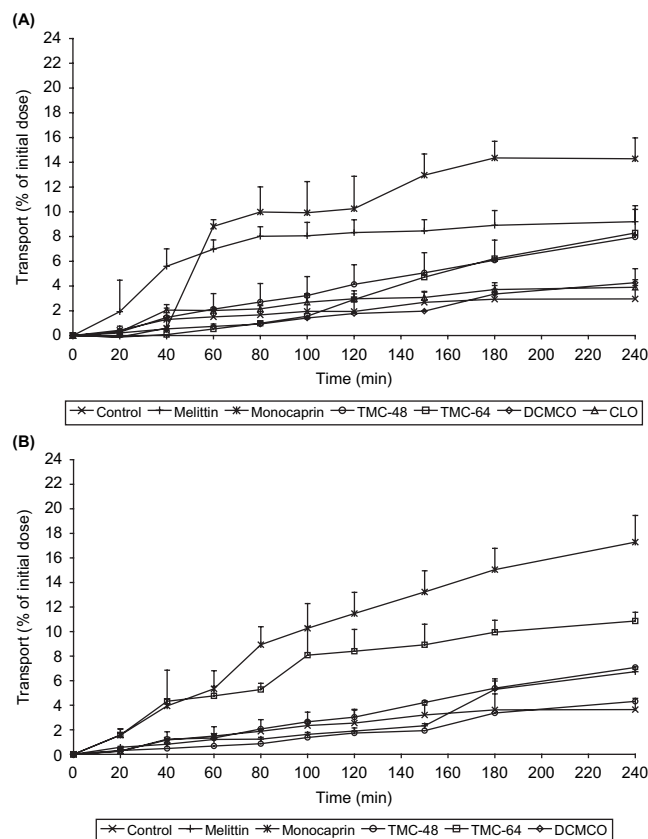 (A)
24
22
20
18
16
14
12
10
8
6
4
2
0
Transport (% of initial dose)
0 20 40 60 80 100 120 140 160 180 200 220 240
Time (min)
Control Melittin Monocaprin TMC-48 TMC-64 DCMCO CLO
(B)
24
22
20
18
16
14
12
10
8
6
4
2
0
Transport (% of initial dose)
0 20 40 60 80 100 120 140 160 180 200 220 240
Time (min)
Control Melittin Monocaprin TMC-48 TMC-64 DCMCO